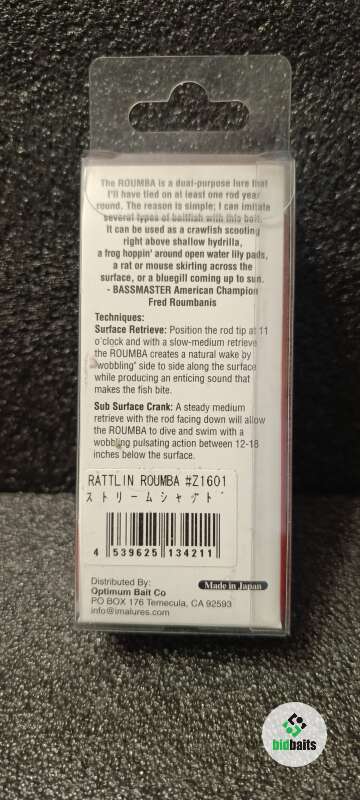 The ROUMBA is a dual-purpose lure that
I'll have tied on at least one rod year
round. The reason is simple; I can imitate
several types of baitfish with this bait.
It can be used as a crawfish scooting
right above shallow hydrilla,
a frog hoppin' around open water lily pads,
a rat or mouse skirting across the
surface, or a bluegill coming up to sun.
- BASSMASTER American Champion
Fred Roumbanis
Techniques:
Surface Retrieve: Position the rod tip at 11
o'clock and with a slow-medium retrieve
the ROUMBA creates a natural wake by
"wobbling" side to side along the surface
while producing an enticing sound that
makes the fish bite.
Sub Surface Crank: A steady medium
retrieve with the rod facing down will allow
the ROUMBA to dive and swim with a
wobbling pulsating action between 12-18
inches below the surface.
RATTLIN ROUMBA #Z1601
ストリームシャッド
4 539625 134211
Distributed By:
Optimum Bait Co
PO BOX 176 Temecula, CA 92593
info@imalures.com
Made in Japan
bidbaits